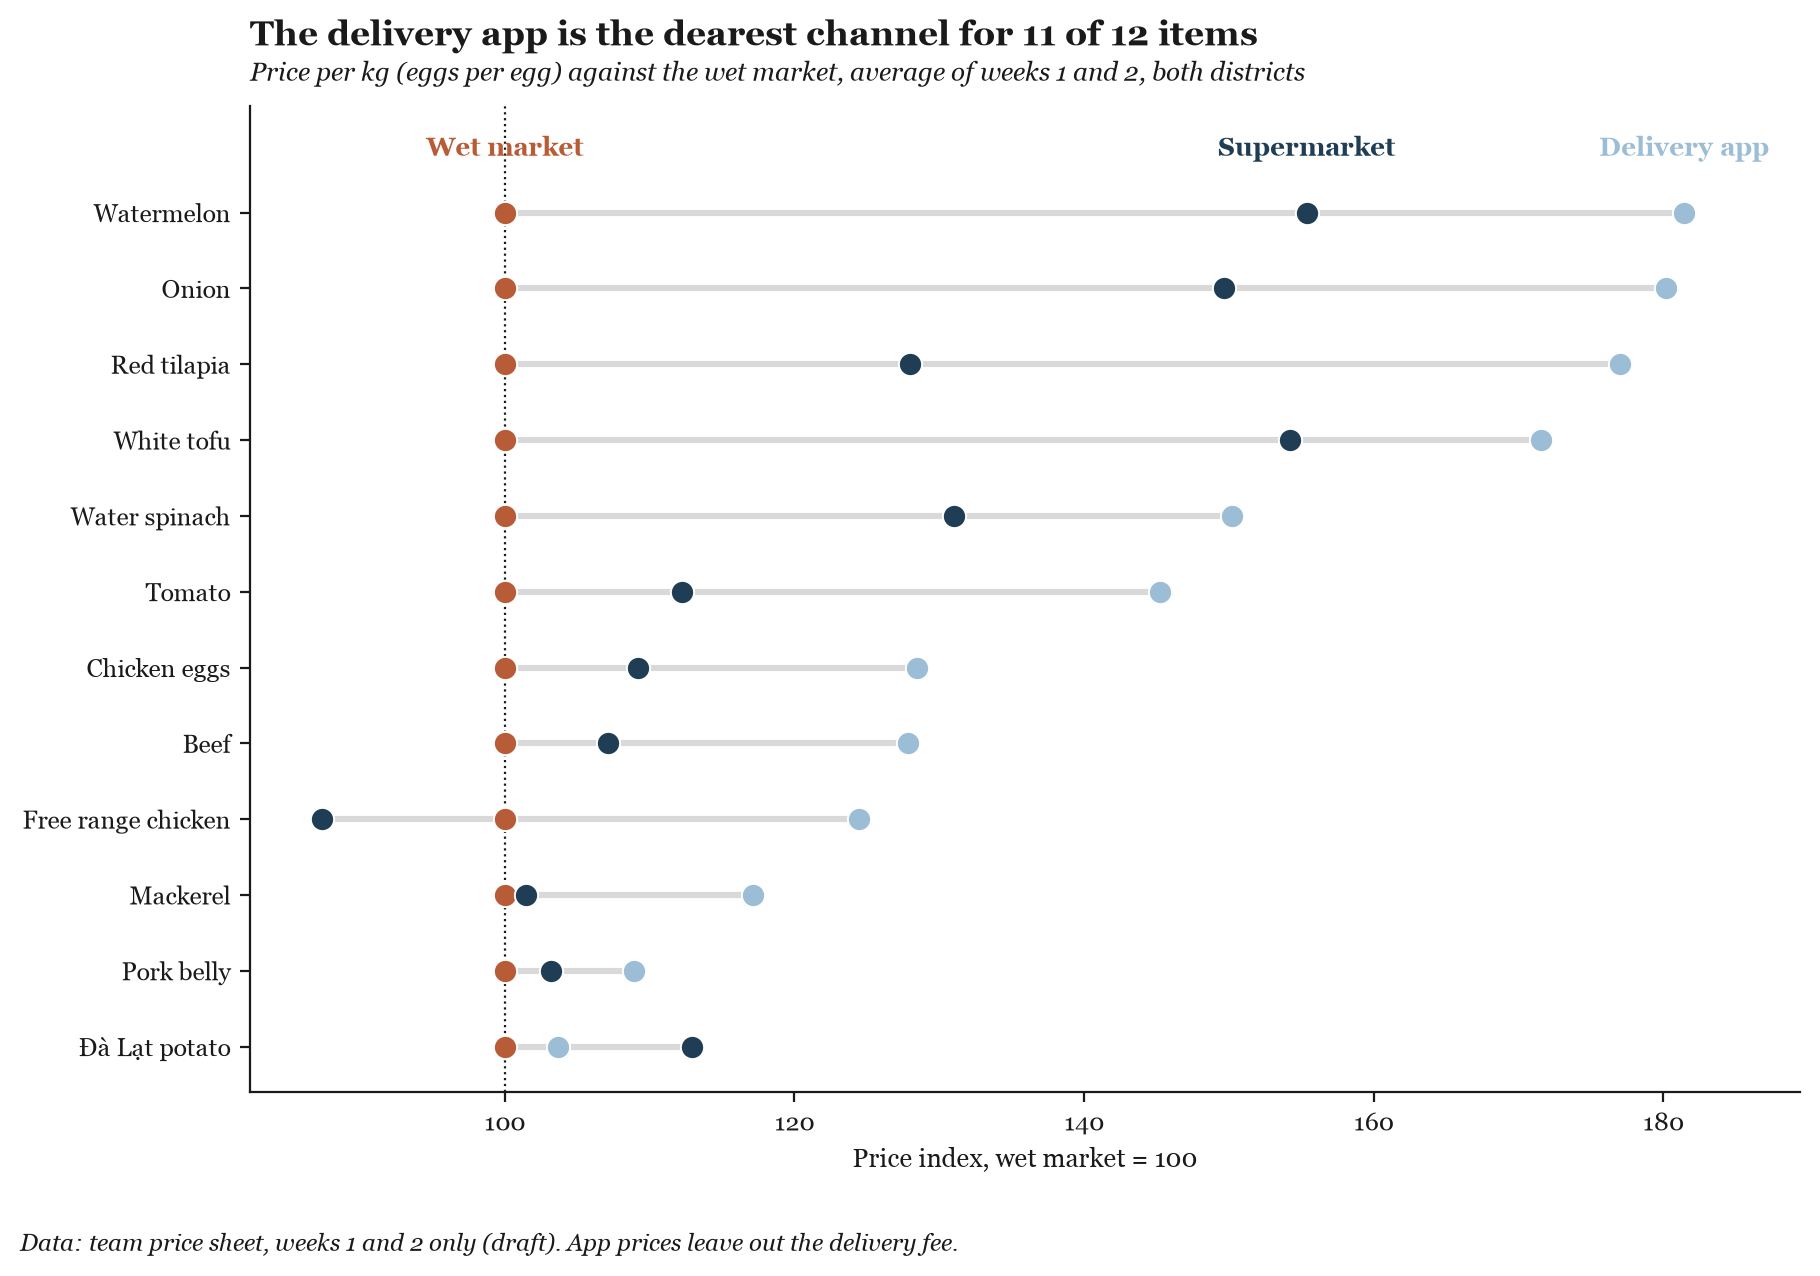 The delivery app is the dearest channel for 11 of 12 items
Price per kg (eggs per egg) against the wet market, average of weeks 1 and 2, both districts
Wet market Supermarket Delivery app
Watermelon
Onion
Red tilapia
White tofu
Water spinach
Tomato
Chicken eggs
Beef
Free range chicken
Mackerel
Pork belly
Đà Lạt potato
100 120 140 160 180
Price index, wet market = 100
Data: team price sheet, weeks 1 and 2 only (draft). App prices leave out the delivery fee.